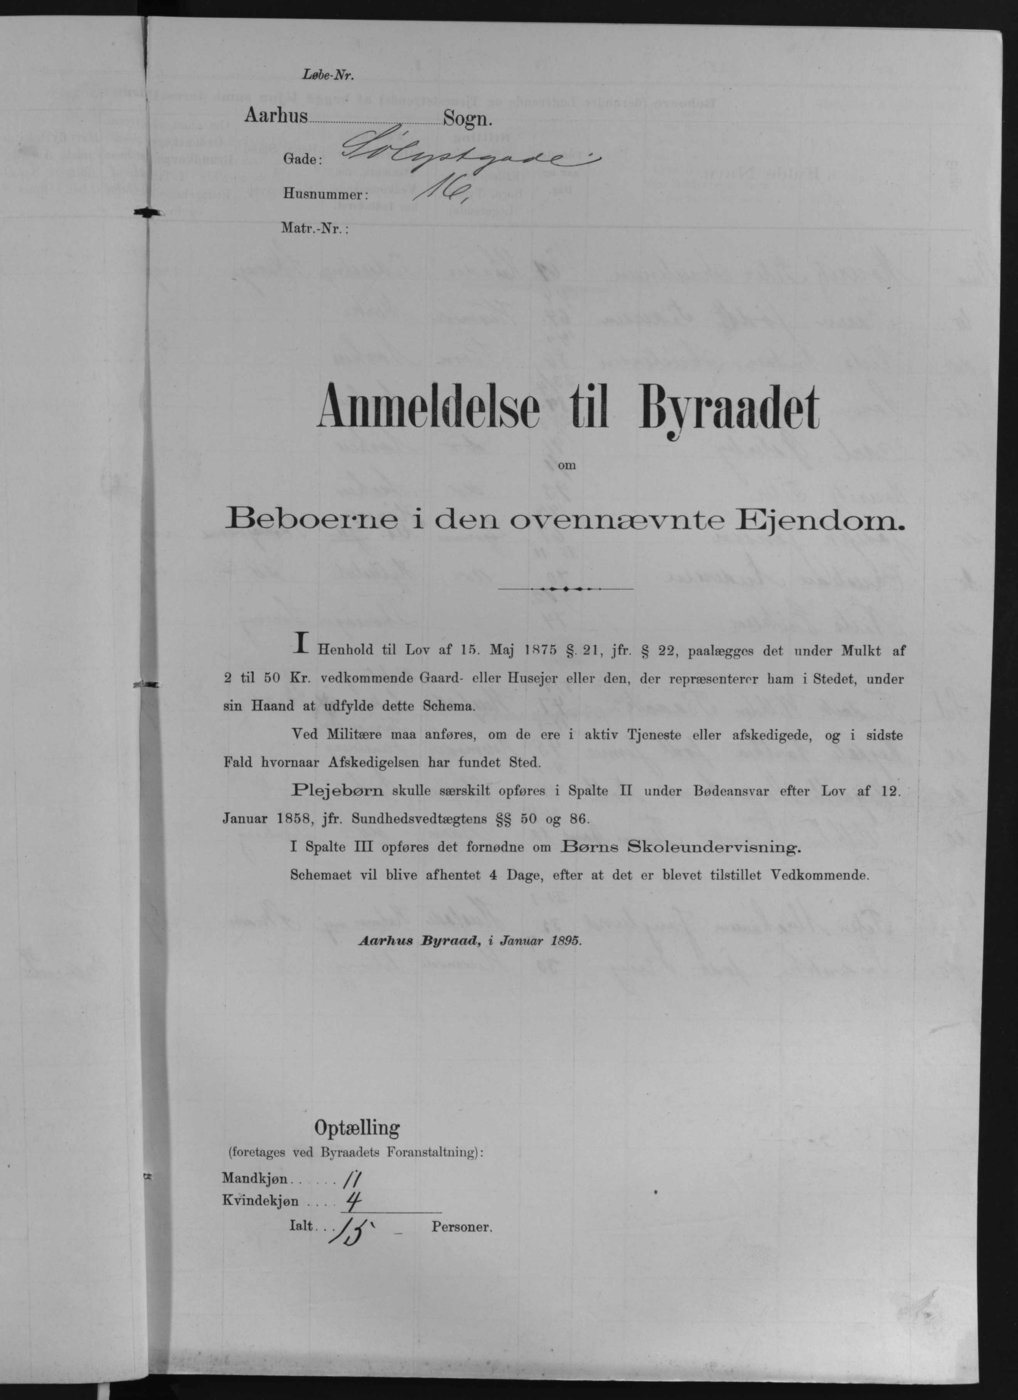 Løbe-Nr.
Aarhus Sogn.
Gade: Sølystgade
Husnummer: 16.
Matr.-Nr.:
Anmeldelse til Byraadet
om
Beboerne i den ovennævnte Ejendom.
I Henhold til Lov af 15. Maj 1875 §. 21, jfr. § 22, paalægges det under Mulkt af
2 til 50 Kr. vedkommende Gaard- eller Husejer eller den, der repræsenterer ham i Stedet, under
sin Haand at udfylde dette Schema.
Ved Militære maa anføres, om de ere i aktiv Tjeneste eller afskedigede, og i sidste
Fald hvornaar Afskedigelsen har fundet Sted.
Plejebørn skulle særskilt opføres i Spalte II under Bødeansvar efter Lov af 12.
Januar 1858, jfr. Sundhedsvedtægtens §§ 50 og 86.
I Spalte III opføres det fornødne om Børns Skoleundervisning.
Schemaet vil blive afhentet 4 Dage, efter at det er blevet tilstillet Vedkommende.
Aarhus Byraad, i Januar 1895.
Optælling
(foretages ved Byraadets Foranstaltning):
Mandkjøn...... 11
Kvindekjøn .... 4
Ialt... 15 Personer.